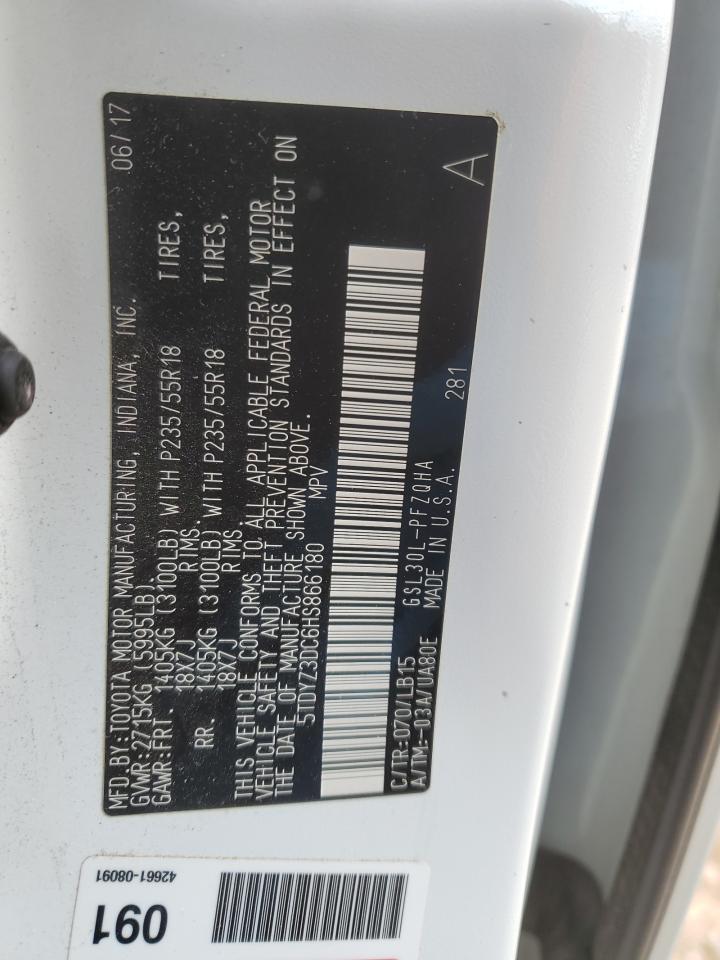 MFD. BY: TOYOTA MOTOR MANUFACTURING, INDIANA, INC. 06/17
GVWR: 2715KG (5995LB).
GAWR: FRT. 1405KG (3100LB) WITH P235/55R18 TIRES,
18X7J RIMS.
RR. 1405KG (3100LB) WITH P235/55R18 TIRES,
18X7J RIMS.
THIS VEHICLE CONFORMS TO ALL APPLICABLE FEDERAL MOTOR
VEHICLE SAFETY AND THEFT PREVENTION STANDARDS IN EFFECT ON
THE DATE OF MANUFACTURE SHOWN ABOVE.
5TDYZ3DC6HS866180 MPV
C/TR: 070/LB15 GSL30L-PFZQHA 281 A
A/TM: -03A/UA80E MADE IN U.S.A.
42661-08091
091